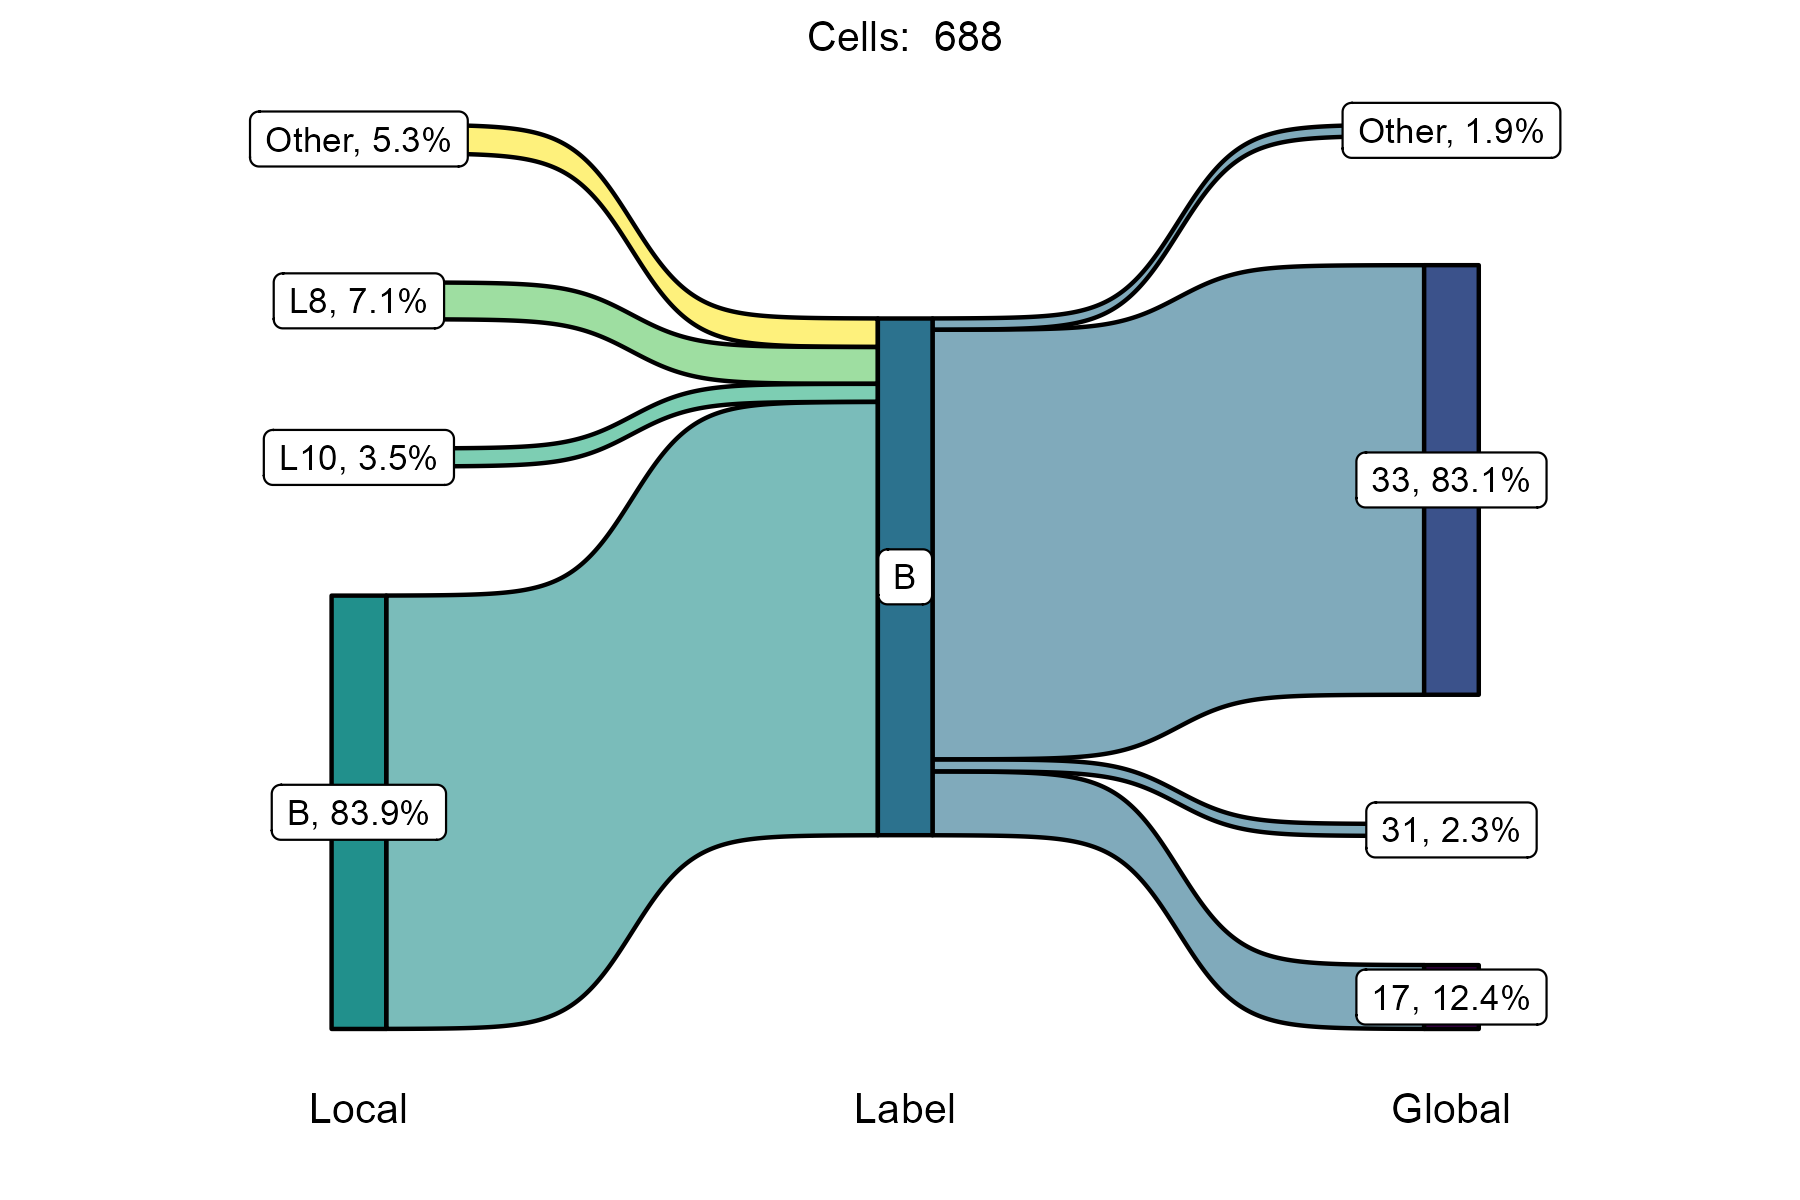 Cells:  688
Other, 5.3%
L8, 7.1%
L10, 3.5%
B, 83.9%
B
Other, 1.9%
33, 83.1%
31, 2.3%
17, 12.4%
Local
Label
Global